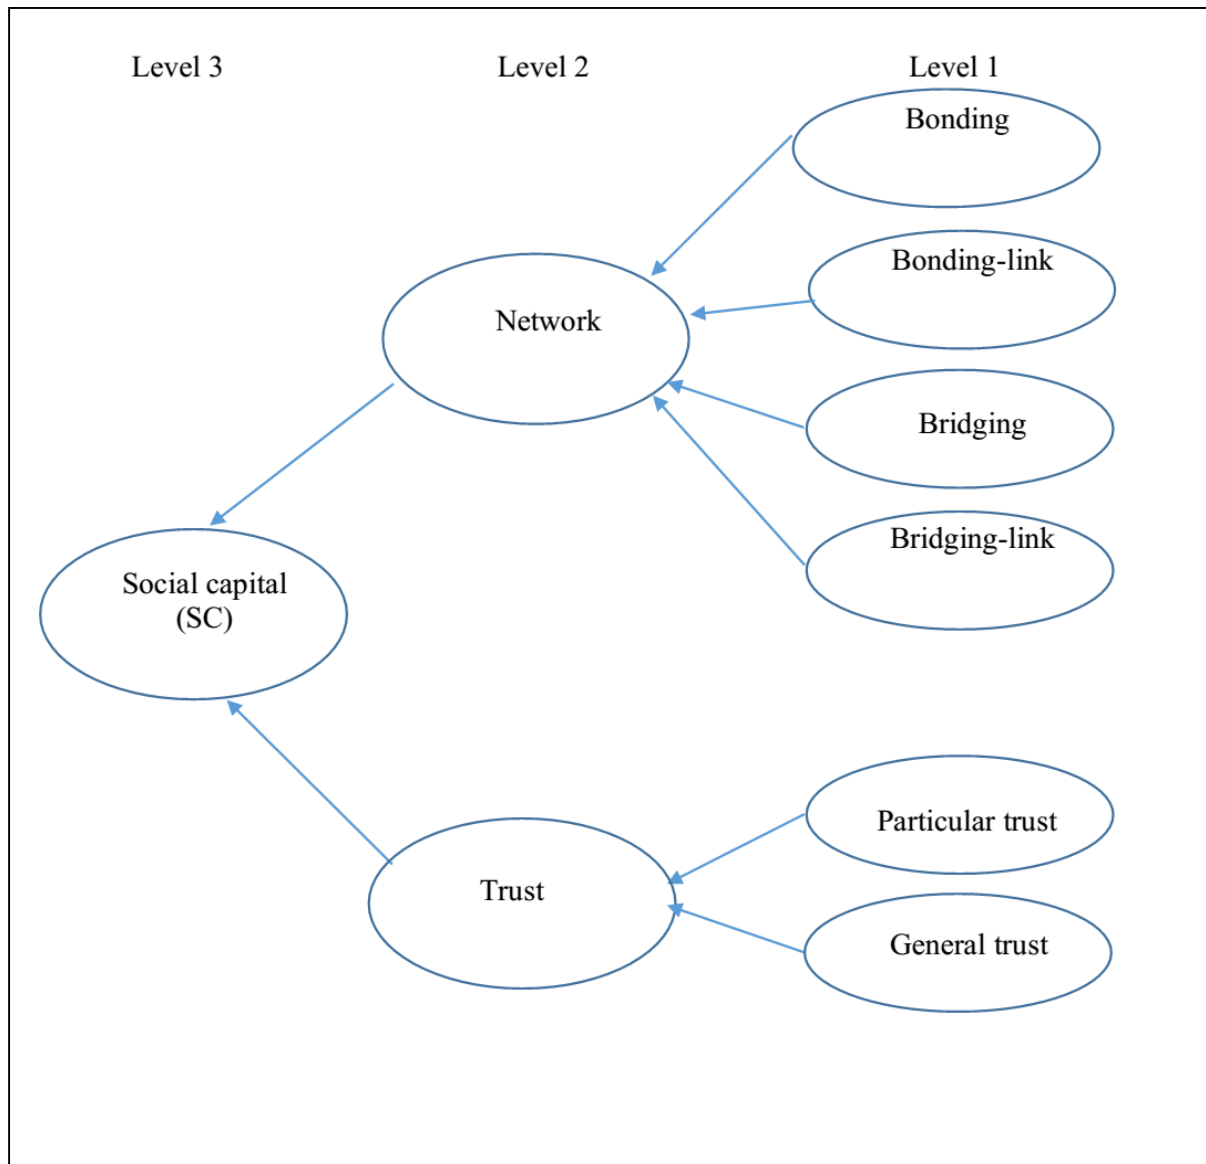 Level 3
Level 2
Level 1
Bonding
Bonding-link
Network
Bridging
Bridging-link
Social capital
(SC)
Particular trust
Trust
General trust